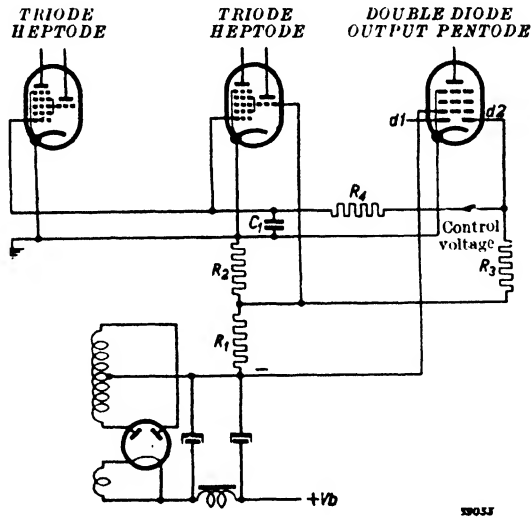 TRIODE HEPTODE
TRIODE HEPTODE
DOUBLE DIODE OUTPUT PENTODE
d1
d2
R4
C1
Control voltage
R2
R3
R1
−
+Vb
39033